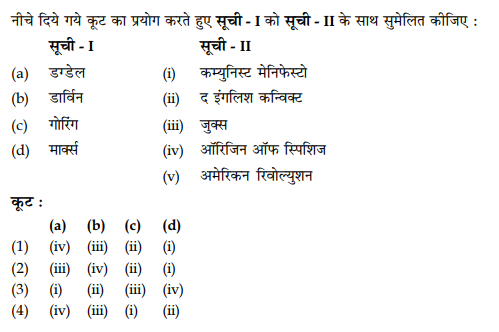 नीचे दिये गये कूट का प्रयोग करते हुए सूची - I को सूची - II के साथ सुमेलित कीजिए :
सूची - I सूची - II
(a) डग्डेल (i) कम्युनिस्ट मेनिफेस्टो
(b) डार्विन (ii) द इंगलिश कन्विक्ट
(c) गोरिंग (iii) जुक्स
(d) मार्क्स (iv) ऑरिजिन ऑफ स्पिशिज
(v) अमेरिकन रिवोल्युशन
कूट :
(a) (b) (c) (d)
(1) (iv) (iii) (ii) (i)
(2) (iii) (iv) (ii) (i)
(3) (i) (ii) (iii) (iv)
(4) (iv) (iii) (i) (ii)